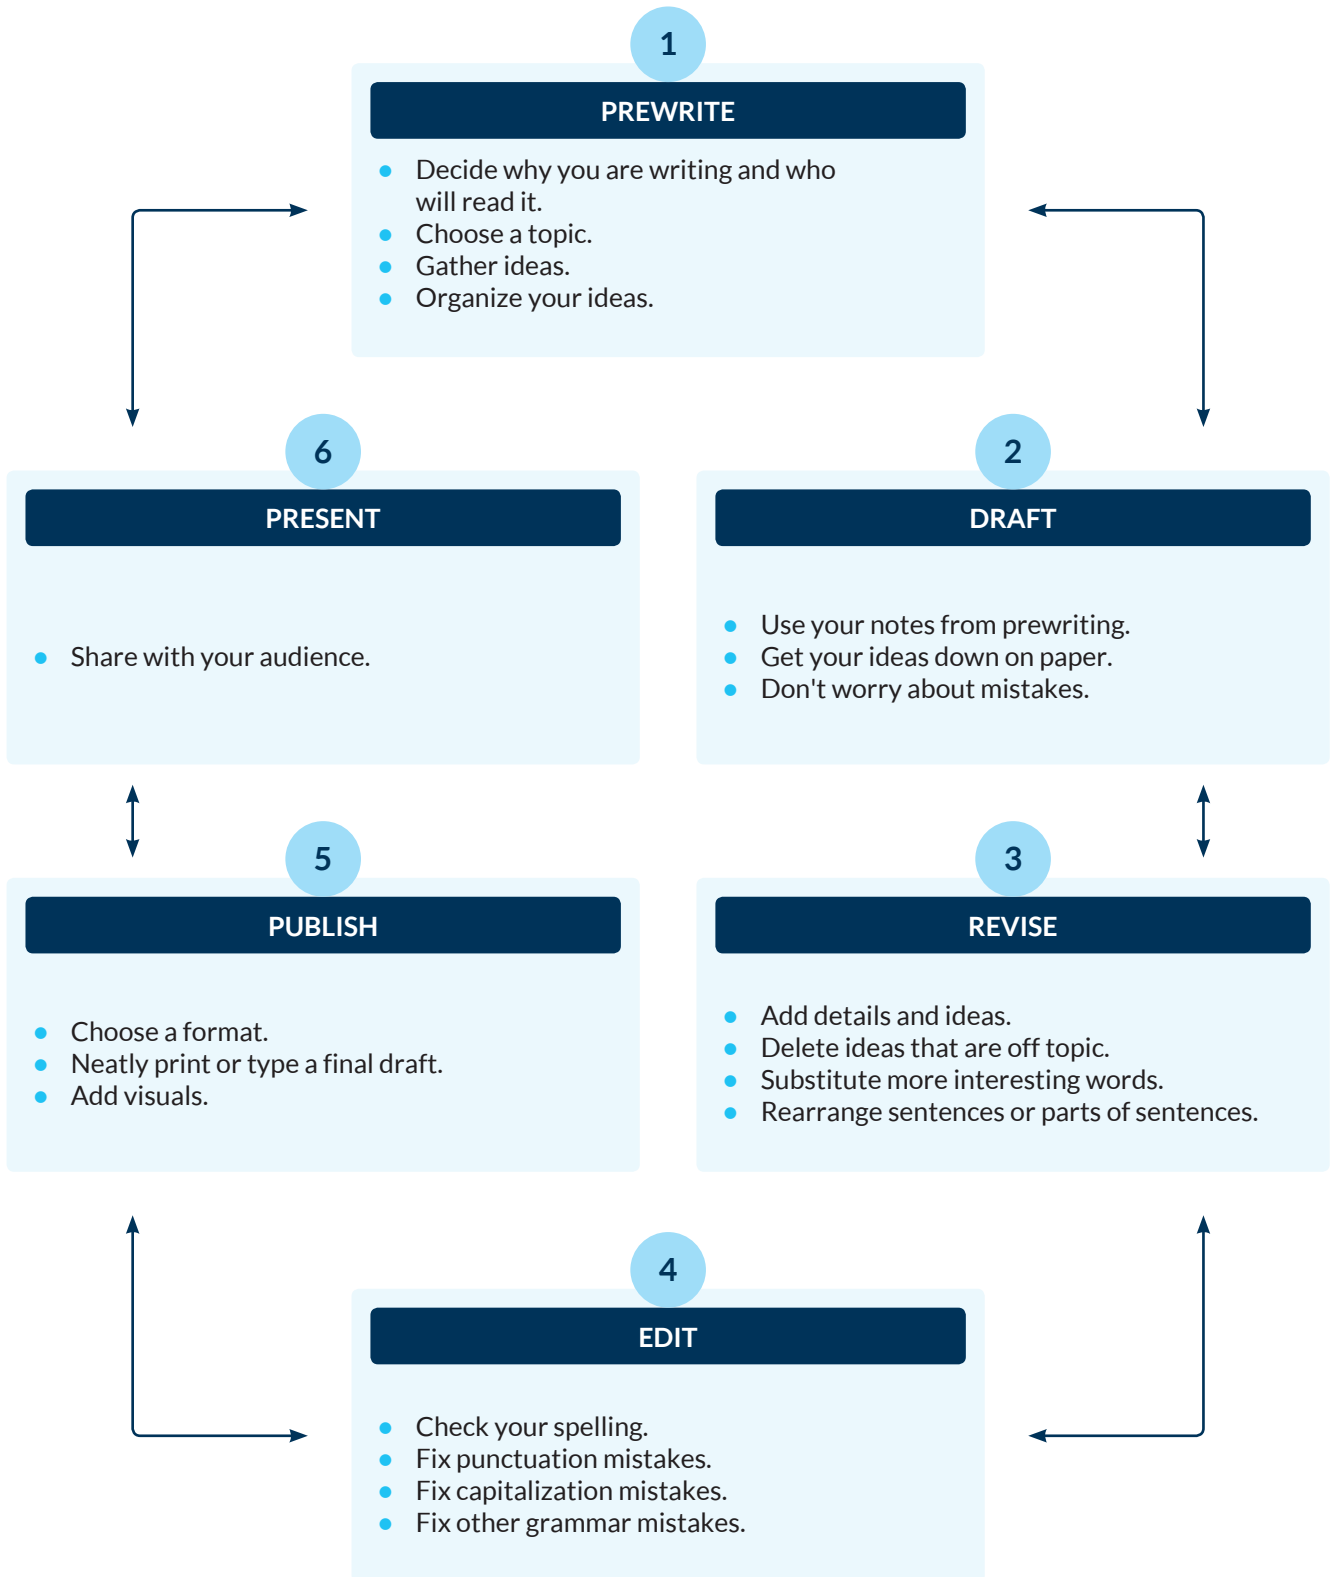 1
PREWRITE
● Decide why you are writing and who
will read it.
● Choose a topic.
● Gather ideas.
● Organize your ideas.
2
DRAFT
● Use your notes from prewriting.
● Get your ideas down on paper.
● Don't worry about mistakes.
3
REVISE
● Add details and ideas.
● Delete ideas that are off topic.
● Substitute more interesting words.
● Rearrange sentences or parts of sentences.
4
EDIT
● Check your spelling.
● Fix punctuation mistakes.
● Fix capitalization mistakes.
● Fix other grammar mistakes.
5
PUBLISH
● Choose a format.
● Neatly print or type a final draft.
● Add visuals.
6
PRESENT
● Share with your audience.